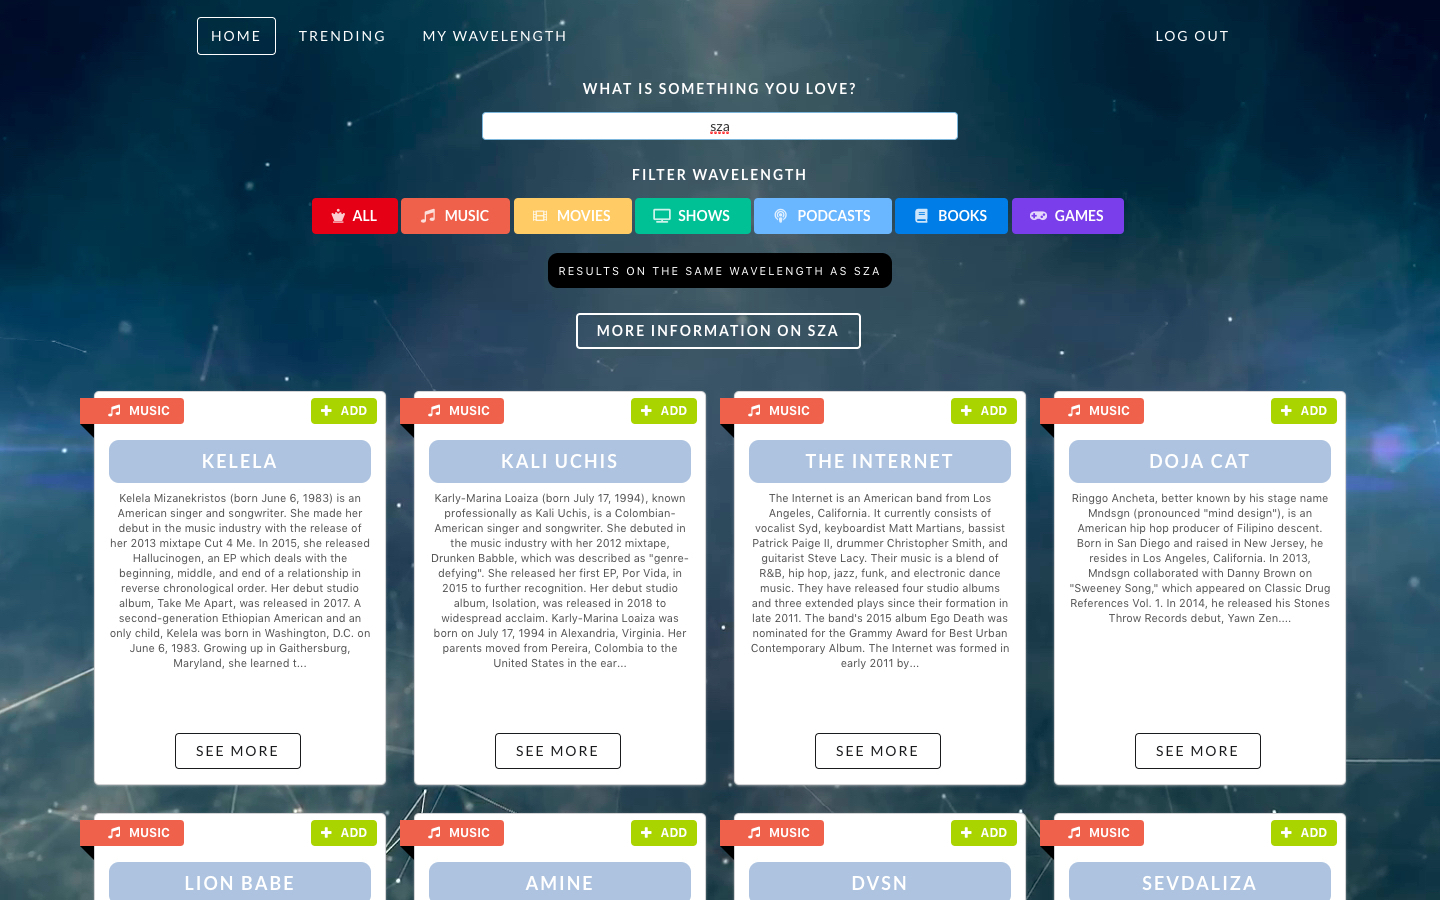 HOME
TRENDING
MY WAVELENGTH
LOG OUT
WHAT IS SOMETHING YOU LOVE?
sza
FILTER WAVELENGTH
ALL
MUSIC
MOVIES
SHOWS
PODCASTS
BOOKS
GAMES
RESULTS ON THE SAME WAVELENGTH AS SZA
MORE INFORMATION ON SZA
MUSIC
ADD
KELELA
Kelela Mizanekristos (born June 6, 1983) is an
American singer and songwriter. She made her
debut in the music industry with the release of
her 2013 mixtape Cut 4 Me. In 2015, she released
Hallucinogen, an EP which deals with the
beginning, middle, and end of a relationship in
reverse chronological order. Her debut studio
album, Take Me Apart, was released in 2017. A
second-generation Ethiopian American and an
only child, Kelela was born in Washington, D.C. on
June 6, 1983. Growing up in Gaithersburg,
Maryland, she learned t...
SEE MORE
MUSIC
ADD
KALI UCHIS
Karly-Marina Loaiza (born July 17, 1994), known
professionally as Kali Uchis, is a Colombian-
American singer and songwriter. She debuted in
the music industry with her 2012 mixtape,
Drunken Babble, which was described as "genre-
defying". She released her first EP, Por Vida, in
2015 to further recognition. Her debut studio
album, Isolation, was released in 2018 to
widespread acclaim. Karly-Marina Loaiza was
born on July 17, 1994 in Alexandria, Virginia. Her
parents moved from Pereira, Colombia to the
United States in the ear...
SEE MORE
MUSIC
ADD
THE INTERNET
The Internet is an American band from Los
Angeles, California. It currently consists of
vocalist Syd, keyboardist Matt Martians, bassist
Patrick Paige II, drummer Christopher Smith, and
guitarist Steve Lacy. Their music is a blend of
R&B, hip hop, jazz, funk, and electronic dance
music. They have released four studio albums
and three extended plays since their formation in
late 2011. The band's 2015 album Ego Death was
nominated for the Grammy Award for Best Urban
Contemporary Album. The Internet was formed in
early 2011 by...
SEE MORE
MUSIC
ADD
DOJA CAT
Ringgo Ancheta, better known by his stage name
Mndsgn (pronounced "mind design"), is an
American hip hop producer of Filipino descent.
Born in San Diego and raised in New Jersey, he
resides in Los Angeles, California. In 2013,
Mndsgn collaborated with Danny Brown on
"Sweeney Song," which appeared on Classic Drug
References Vol. 1. In 2014, he released his Stones
Throw Records debut, Yawn Zen....
SEE MORE
MUSIC
ADD
LION BABE
MUSIC
ADD
AMINE
MUSIC
ADD
DVSN
MUSIC
ADD
SEVDALIZA